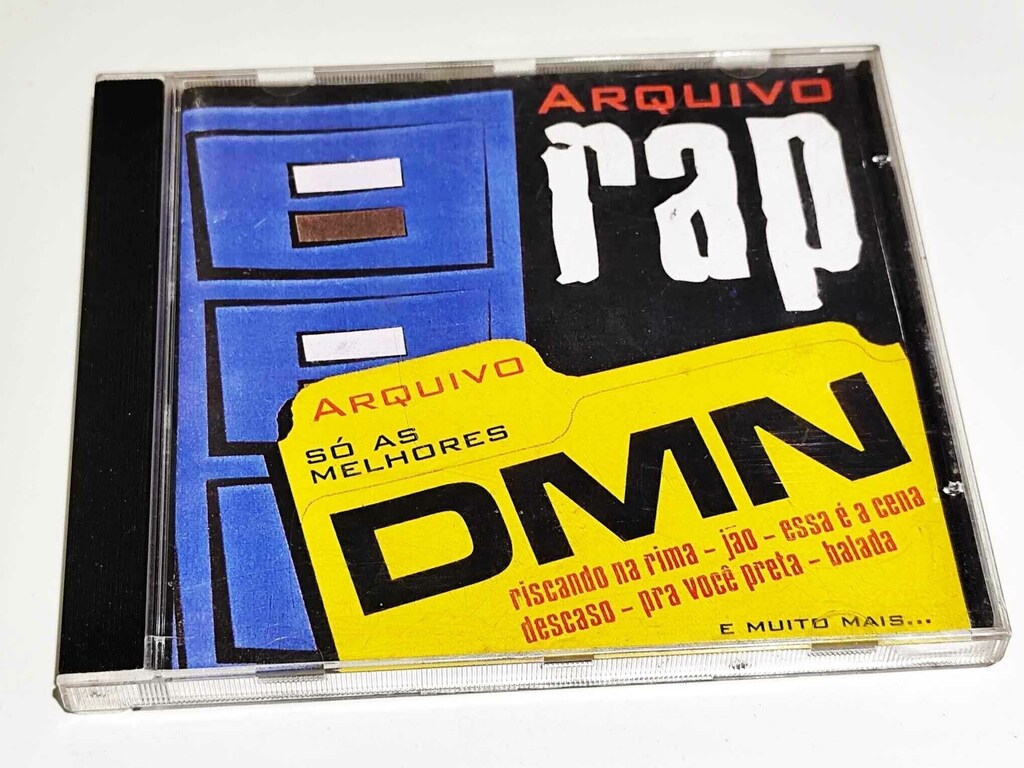 ARQUIVO
rap
ARQUIVO
SÓ AS
MELHORES
DMN
riscando na rima - jão - essa é a cena
descaso - pra você preta - balada
E MUITO MAIS...